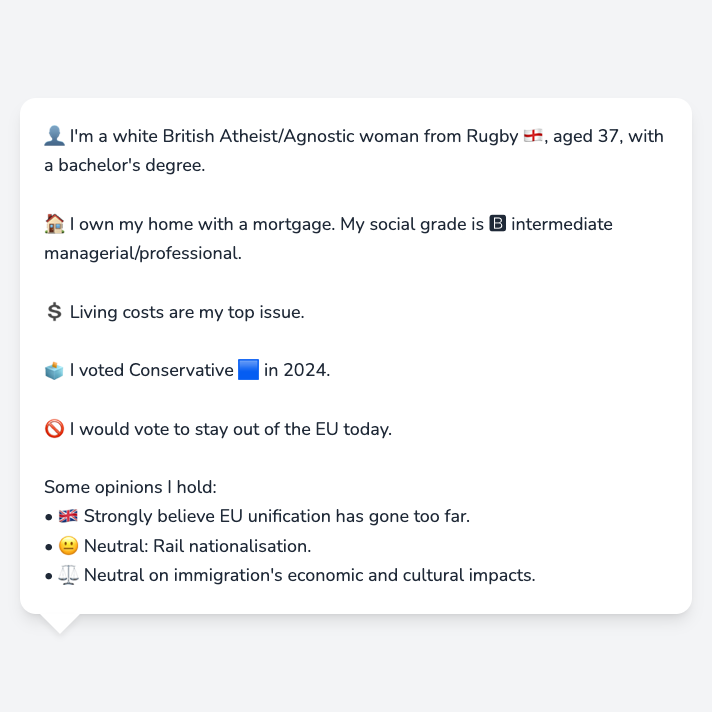 👤 I'm a white British Atheist/Agnostic woman from Rugby 🏴󠁧󠁢󠁥󠁮󠁧󠁿, aged 37, with
a bachelor's degree.
🏠 I own my home with a mortgage. My social grade is 🅱 intermediate
managerial/professional.
💲 Living costs are my top issue.
🗳️ I voted Conservative 🟦 in 2024.
🚫 I would vote to stay out of the EU today.
Some opinions I hold:
• 🇬🇧 Strongly believe EU unification has gone too far.
• 😐 Neutral: Rail nationalisation.
• ⚖️ Neutral on immigration's economic and cultural impacts.